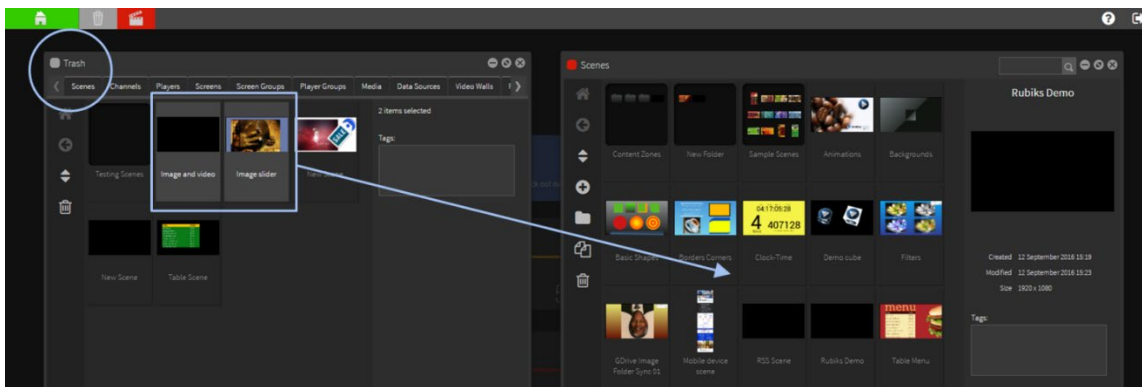 Trash
Scenes Channels Players Screens Screen Groups Player Groups Media Data Sources Video Walls
2 items selected
Tags:
Testing Scenes Image and video Image slider New Scene
New Scene Table Scene
Scenes
Content Zones New Folder Sample Scenes Animations Backgrounds
04:17:05:28
4 407128
Basic Shapes Borders Corners Clock-Time Demo cube Filters
menu
GDrive Image Folder Sync 01
Mobile device scene
RSS Scene Rubiks Demo Table Menu
Rubiks Demo
Created 12 September 2016 13:19
Modified 12 September 2016 13:23
Size 1920 x 1080
Tags: